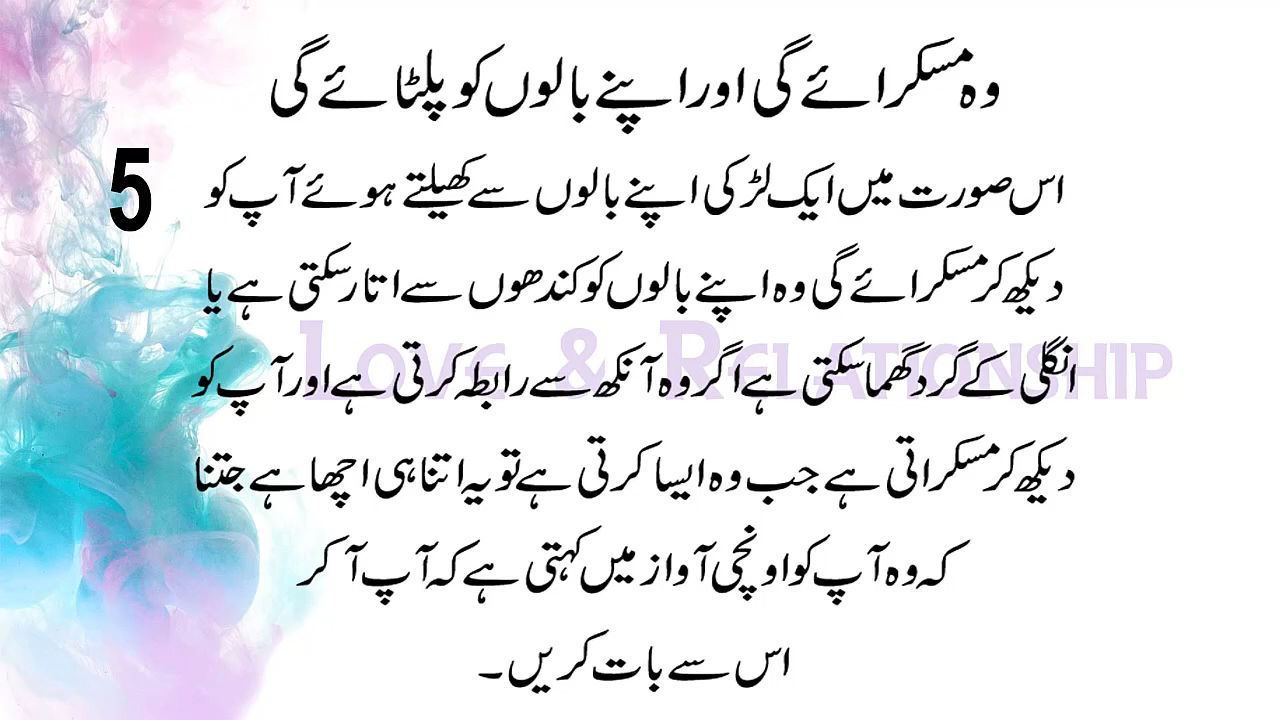 وہ مسکرائے گی اور اپنے بالوں کو پلٹائے گی
5
اس صورت میں ایک لڑکی اپنے بالوں سے کھیلتے ہوئے آپ کو
دیکھ کر مسکرائے گی وہ اپنے بالوں کو کندھوں سے اتار سکتی ہے یا
LOVE & RELATIONSHIP
انگلی کے گرد گھما سکتی ہے اگر وہ آنکھ سے رابطہ کرتی ہے اور آپ کو
دیکھ کر مسکراتی ہے جب وہ ایسا کرتی ہے تو یہ اتنا ہی اچھا ہے جتنا
کہ وہ آپ کو اونچی آواز میں کہتی ہے کہ آپ آ کر
اس سے بات کریں۔